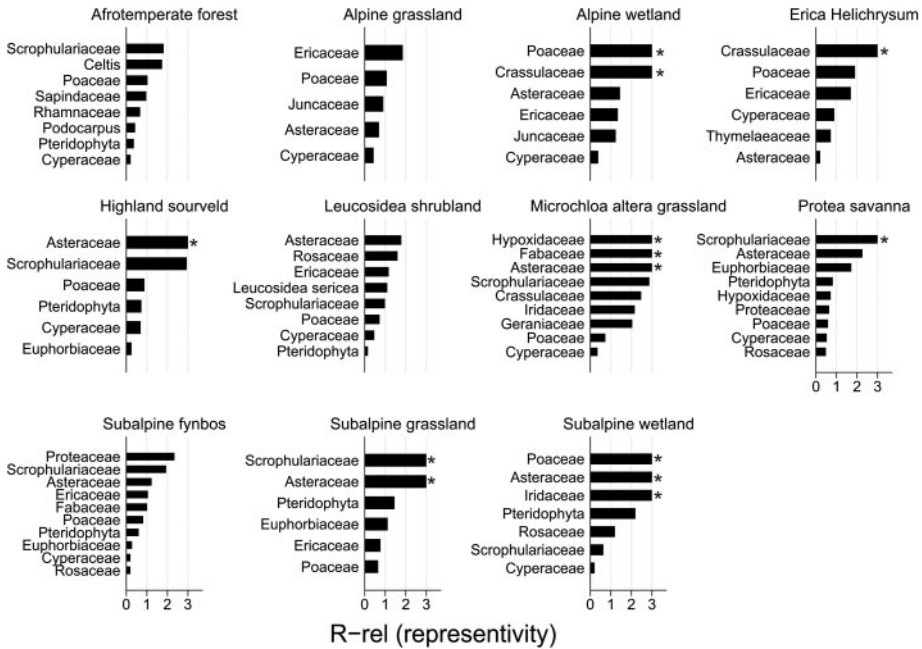 Afrotemperate forest
Scrophulariaceae
Celtis
Poaceae
Sapindaceae
Rhamnaceae
Podocarpus
Pteridophyta
Cyperaceae
Alpine grassland
Ericaceae
Poaceae
Juncaceae
Asteraceae
Cyperaceae
Alpine wetland
Poaceae *
Crassulaceae *
Asteraceae
Ericaceae
Juncaceae
Cyperaceae
Erica Helichrysum
Crassulaceae *
Poaceae
Ericaceae
Cyperaceae
Thymelaeaceae
Asteraceae
Highland sourveld
Asteraceae *
Scrophulariaceae
Poaceae
Pteridophyta
Cyperaceae
Euphorbiaceae
Leucosidea shrubland
Asteraceae
Rosaceae
Ericaceae
Leucosidea sericea
Scrophulariaceae
Poaceae
Cyperaceae
Pteridophyta
Microchloa altera grassland
Hypoxidaceae *
Fabaceae *
Asteraceae *
Scrophulariaceae
Crassulaceae
Iridaceae
Geraniaceae
Poaceae
Cyperaceae
Protea savanna
Scrophulariaceae *
Asteraceae
Euphorbiaceae
Pteridophyta
Hypoxidaceae
Proteaceae
Poaceae
Cyperaceae
Rosaceae
0 1 2 3
Subalpine fynbos
Proteaceae
Scrophulariaceae
Asteraceae
Ericaceae
Fabaceae
Poaceae
Pteridophyta
Euphorbiaceae
Cyperaceae
Rosaceae
0 1 2 3
Subalpine grassland
Scrophulariaceae *
Asteraceae *
Pteridophyta
Euphorbiaceae
Ericaceae
Poaceae
0 1 2 3
Subalpine wetland
Poaceae *
Asteraceae *
Iridaceae *
Pteridophyta
Rosaceae
Scrophulariaceae
Cyperaceae
0 1 2 3
R−rel (representivity)